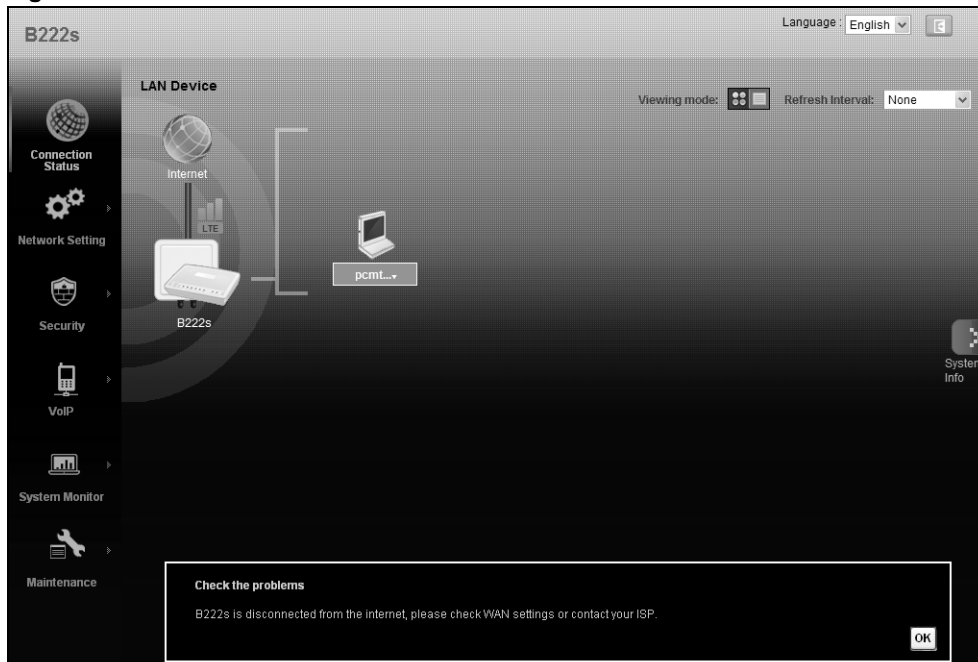 B222s
Language : English
LAN Device
Viewing mode:
Refresh Interval: None
Connection
Status
Internet
LTE
Network Setting
pcmt...
B222s
Security
System
Info
VoIP
System Monitor
Maintenance
Check the problems
B222s is disconnected from the internet, please check WAN settings or contact your ISP.
OK